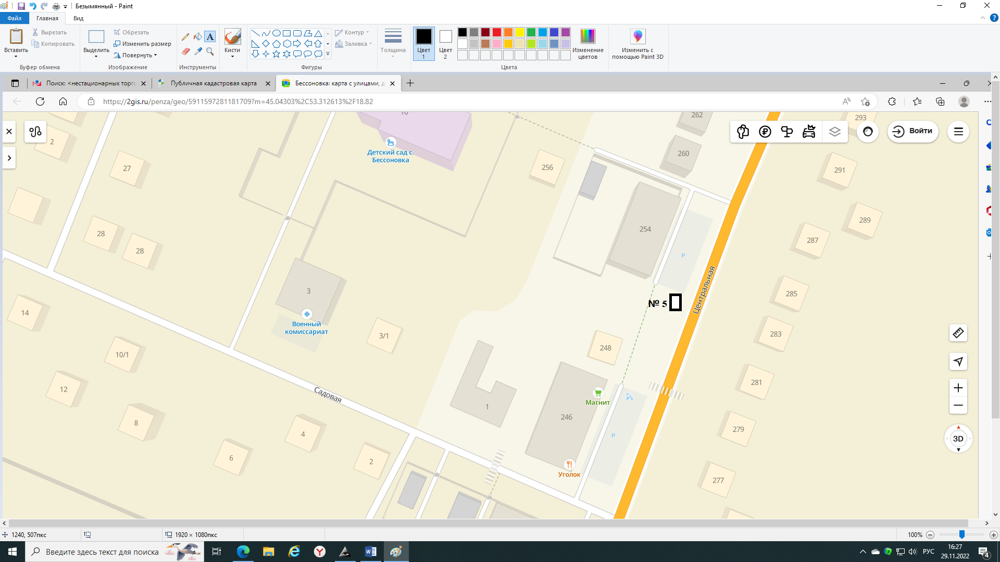 Безымянный - Paint
Файл
Главная
Вид
Вставить
Вырезать
Копировать
Буфер обмена
Выделить
Обрезать
Изменить размер
Повернуть
Изображение
A
Инструменты
Кисти
Контур
Заливка
Фигуры
Толщина
Цвет 1
Цвет 2
Изменение цветов
Цвета
Изменить с помощью Paint 3D
Поиск: <нестационарных торгс
Публичная кадастровая карта
Бессоновка: карта с улицами, д
https://2gis.ru/penza/geo/5911597281181709?m=45.04303%2C53.312613%2F18.82
Войти
10
262
293
2
260
Детский сад с.
Бессоновка
27
256
291
289
254
28
287
28
P
Центральная
3
285
№ 5
14
Военный
комиссариат
3/1
283
248
10/1
281
12
Садовая
Магнит
1
246
8
4
P
279
3D
6
2
Уголок
277
1240, 507пкс
1920 × 1080пкс
100%
Введите здесь текст для поиска
РУС
16:27
29.11.2022
4